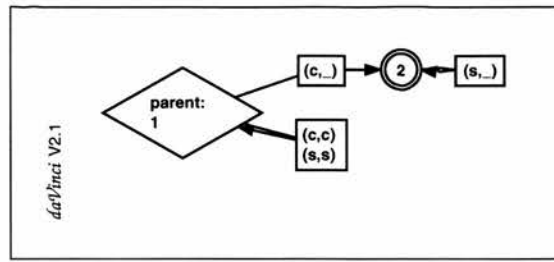 (c,_)
2
(s,_)
parent:
1
(c,c)
(s,s)
daVinci V2.1